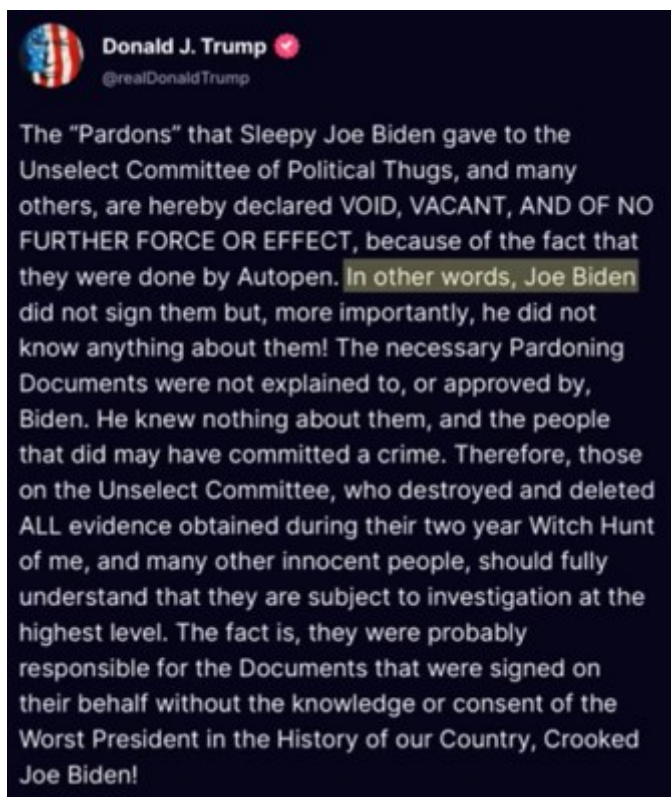 Donald J. Trump
@realDonaldTrump
The “Pardons” that Sleepy Joe Biden gave to the
Unselect Committee of Political Thugs, and many
others, are hereby declared VOID, VACANT, AND OF NO
FURTHER FORCE OR EFFECT, because of the fact that
they were done by Autopen. In other words, Joe Biden
did not sign them but, more importantly, he did not
know anything about them! The necessary Pardoning
Documents were not explained to, or approved by,
Biden. He knew nothing about them, and the people
that did may have committed a crime. Therefore, those
on the Unselect Committee, who destroyed and deleted
ALL evidence obtained during their two year Witch Hunt
of me, and many other innocent people, should fully
understand that they are subject to investigation at the
highest level. The fact is, they were probably
responsible for the Documents that were signed on
their behalf without the knowledge or consent of the
Worst President in the History of our Country, Crooked
Joe Biden!